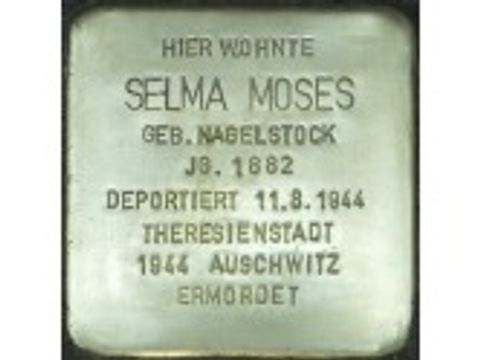 HIER WOHNTE
SELMA MOSES
GEB. NAGELSTOCK
JG. 1882
DEPORTIERT 11.8.1944
THERESIENSTADT
1944 AUSCHWITZ
ERMORDET